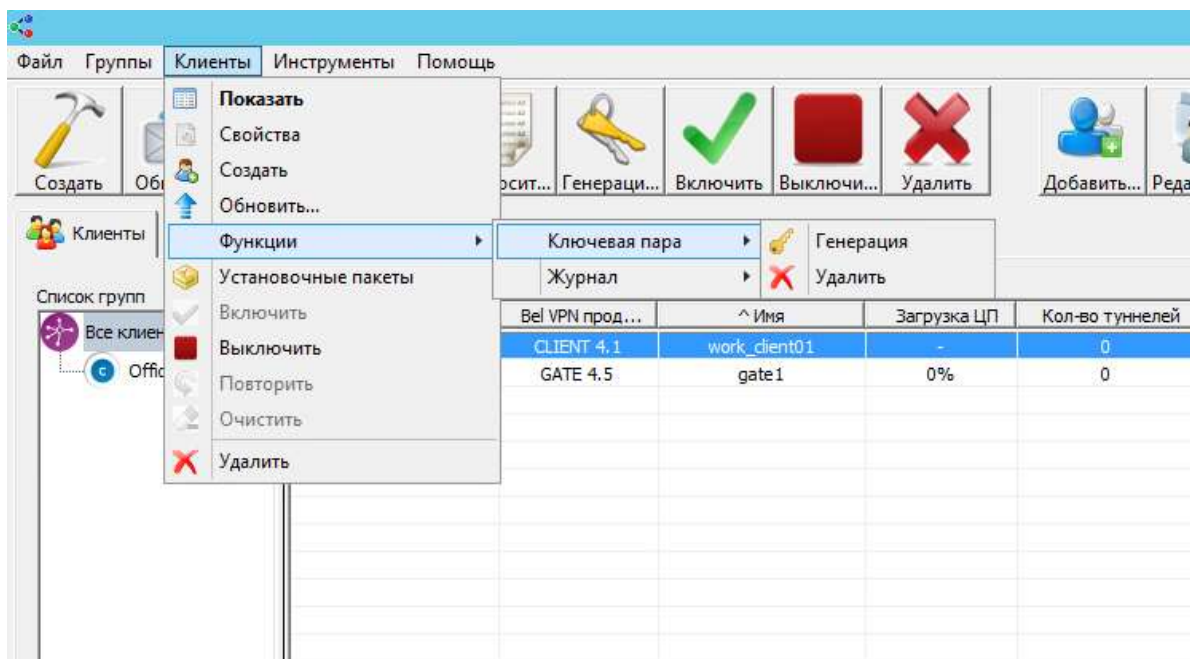 Файл Группы Клиенты Инструменты Помощь
Показать
Свойства
Создать
Обновить...
Функции
Установочные пакеты
Включить
Выключить
Повторить
Очистить
Удалить
Ключевая пара
Журнал
Генерация
Удалить
Создать Генераци... Включить Выключи... Удалить Добавить...
Клиенты
Список групп
Все
Bel VPN прод... ^ Имя Загрузка ЦП Кол-во туннелей
CLIENT 4.1 work_client01 - 0
GATE 4.5 gate1 0% 0